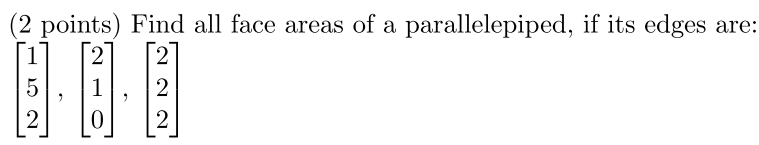 (2 points) Find all face areas of a parallelepiped, if its edges are:
[1 5 2], [2 1 0], [2 2 2]